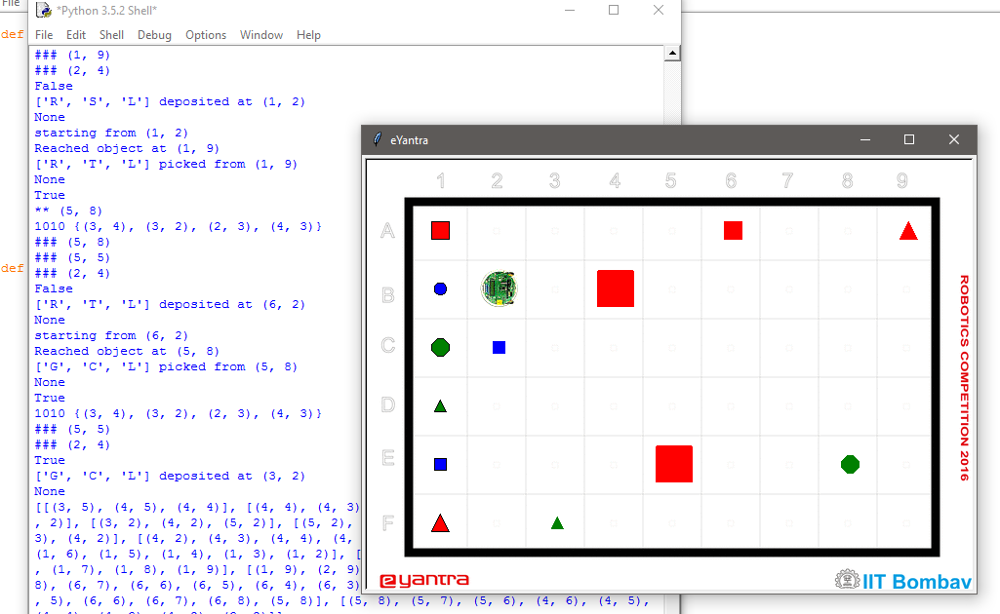 File
def
def
*Python 3.5.2 Shell*
File Edit Shell Debug Options Window Help
### (1, 9)
### (2, 4)
False
['R', 'S', 'L'] deposited at (1, 2)
None
starting from (1, 2)
Reached object at (1, 9)
['R', 'T', 'L'] picked from (1, 9)
None
True
** (5, 8)
1010 {(3, 4), (3, 2), (2, 3), (4, 3)}
### (5, 8)
### (5, 5)
### (2, 4)
False
['R', 'T', 'L'] deposited at (6, 2)
None
starting from (6, 2)
Reached object at (5, 8)
['G', 'C', 'L'] picked from (5, 8)
None
True
1010 {(3, 4), (3, 2), (2, 3), (4, 3)}
### (5, 5)
### (2, 4)
True
['G', 'C', 'L'] deposited at (3, 2)
None
[[(3, 5), (4, 5), (4, 4)], [(4, 4), (4, 3)
, 2)], [(3, 2), (4, 2), (5, 2)], [(5, 2),
3), (4, 2)], [(4, 2), (4, 3), (4, 4), (4,
(1, 6), (1, 5), (1, 4), (1, 3), (1, 2)], [
, (1, 7), (1, 8), (1, 9)], [(1, 9), (2, 9)
8), (6, 7), (6, 6), (6, 5), (6, 4), (6, 3)
, 5), (6, 6), (6, 7), (6, 8), (5, 8)], [(5, 8), (5, 7), (5, 6), (4, 6), (4, 5),
eYantra
1 2 3 4 5 6 7 8 9
A
B
C
D
E
F
ROBOTICS COMPETITION 2016
eyantra
IIT Bombay